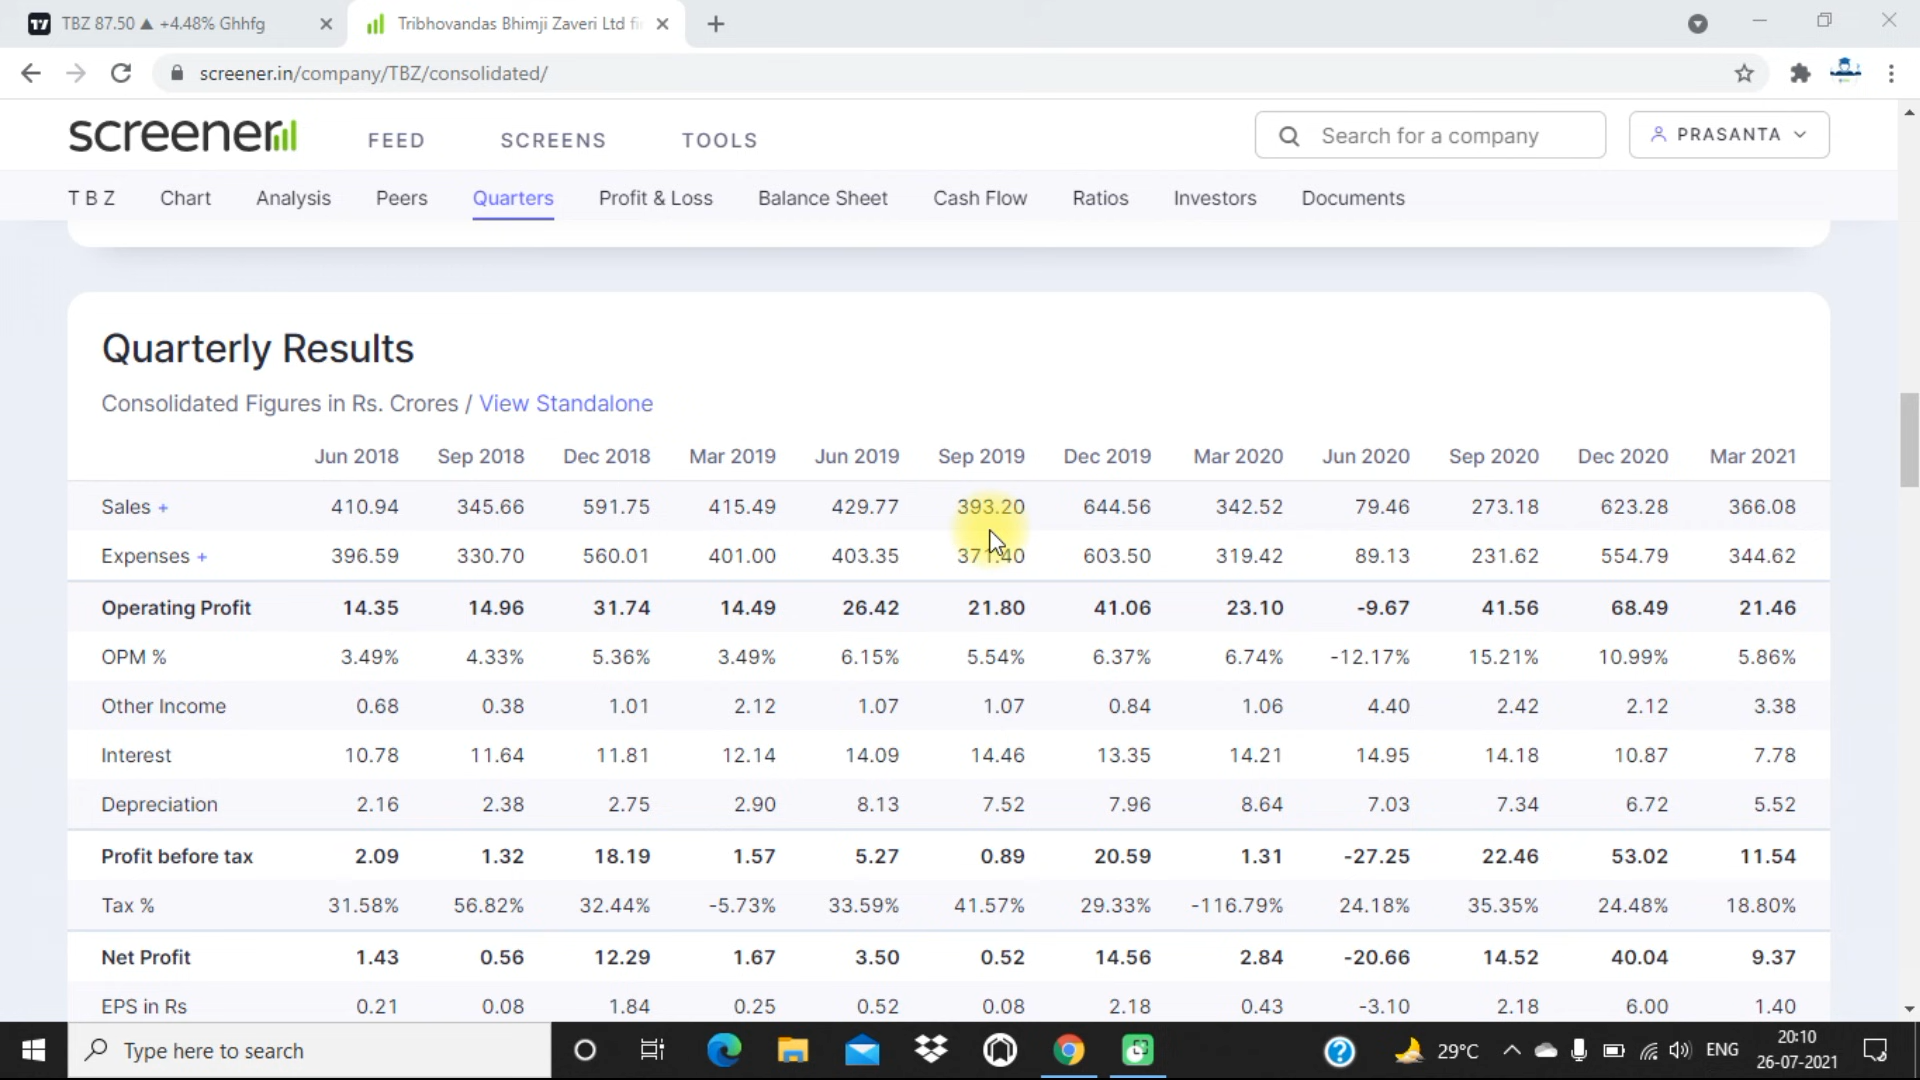 TBZ 87.50 ▲ +4.48% Ghhfg
Tribhovandas Bhimji Zaveri Ltd fi
screener.in/company/TBZ/consolidated/
screener
FEED
SCREENS
TOOLS
Search for a company
PRASANTA
T B Z
Chart
Analysis
Peers
Quarters
Profit & Loss
Balance Sheet
Cash Flow
Ratios
Investors
Documents
Quarterly Results
Consolidated Figures in Rs. Crores / View Standalone
Jun 2018 Sep 2018 Dec 2018 Mar 2019 Jun 2019 Sep 2019 Dec 2019 Mar 2020 Jun 2020 Sep 2020 Dec 2020 Mar 2021
Sales + 410.94 345.66 591.75 415.49 429.77 393.20 644.56 342.52 79.46 273.18 623.28 366.08
Expenses + 396.59 330.70 560.01 401.00 403.35 371.40 603.50 319.42 89.13 231.62 554.79 344.62
Operating Profit 14.35 14.96 31.74 14.49 26.42 21.80 41.06 23.10 -9.67 41.56 68.49 21.46
OPM % 3.49% 4.33% 5.36% 3.49% 6.15% 5.54% 6.37% 6.74% -12.17% 15.21% 10.99% 5.86%
Other Income 0.68 0.38 1.01 2.12 1.07 1.07 0.84 1.06 4.40 2.42 2.12 3.38
Interest 10.78 11.64 11.81 12.14 14.09 14.46 13.35 14.21 14.95 14.18 10.87 7.78
Depreciation 2.16 2.38 2.75 2.90 8.13 7.52 7.96 8.64 7.03 7.34 6.72 5.52
Profit before tax 2.09 1.32 18.19 1.57 5.27 0.89 20.59 1.31 -27.25 22.46 53.02 11.54
Tax % 31.58% 56.82% 32.44% -5.73% 33.59% 41.57% 29.33% -116.79% 24.18% 35.35% 24.48% 18.80%
Net Profit 1.43 0.56 12.29 1.67 3.50 0.52 14.56 2.84 -20.66 14.52 40.04 9.37
EPS in Rs 0.21 0.08 1.84 0.25 0.52 0.08 2.18 0.43 -3.10 2.18 6.00 1.40
Type here to search
29°C
ENG
20:10
26-07-2021